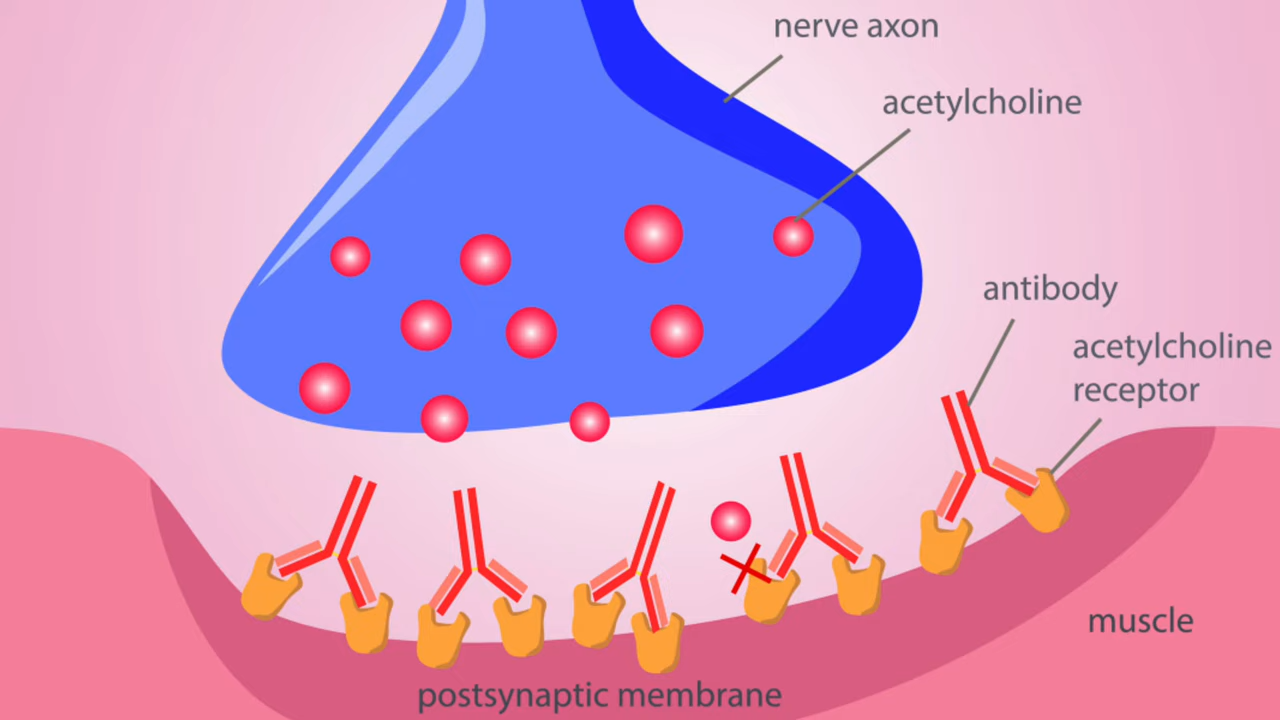 nerve axon
acetylcholine
antibody
acetylcholine
receptor
muscle
postsynaptic membrane